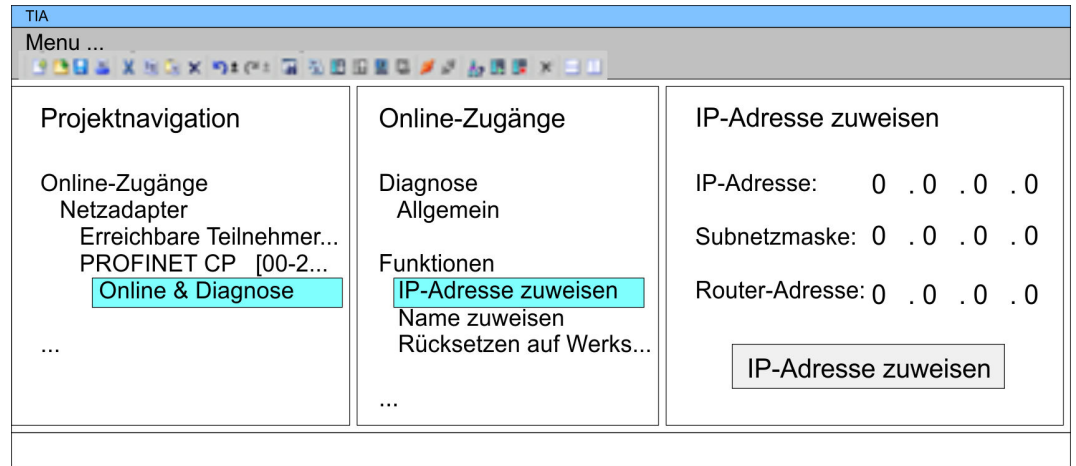 TIA
Menu ...
Projektnavigation
Online-Zugänge
Netzadapter
Erreichbare Teilnehmer...
PROFINET CP [00-2...
Online & Diagnose
...
Online-Zugänge
Diagnose
Allgemein
Funktionen
IP-Adresse zuweisen
Name zuweisen
Rücksetzen auf Werks...
...
IP-Adresse zuweisen
IP-Adresse: 0 . 0 . 0 . 0
Subnetzmaske: 0 . 0 . 0 . 0
Router-Adresse: 0 . 0 . 0 . 0
IP-Adresse zuweisen